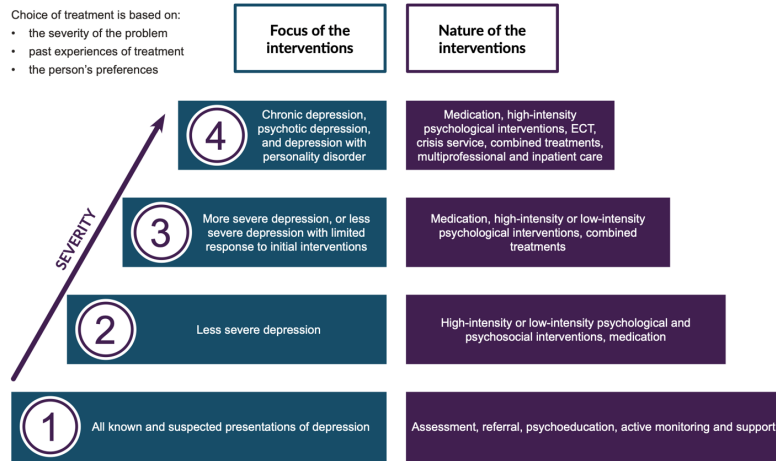 Choice of treatment is based on:
• the severity of the problem
• past experiences of treatment
• the person's preferences
Focus of the
interventions
Nature of the
interventions
SEVERITY
4
Chronic depression,
psychotic depression,
and depression with
personality disorder
Medication, high-intensity
psychological interventions, ECT,
crisis service, combined treatments,
multiprofessional and inpatient care
3
More severe depression, or less
severe depression with limited
response to initial interventions
Medication, high-intensity or low-intensity
psychological interventions, combined
treatments
2
Less severe depression
High-intensity or low-intensity psychological and
psychosocial interventions, medication
1
All known and suspected presentations of depression
Assessment, referral, psychoeducation, active monitoring and support